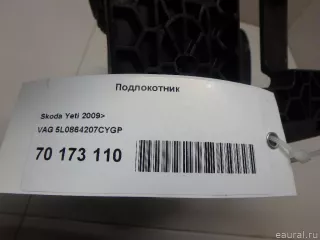 Подлокотник
Skoda Yeti 2009>
VAG 5L0864207CYGP
70 173 110
eaural.ru